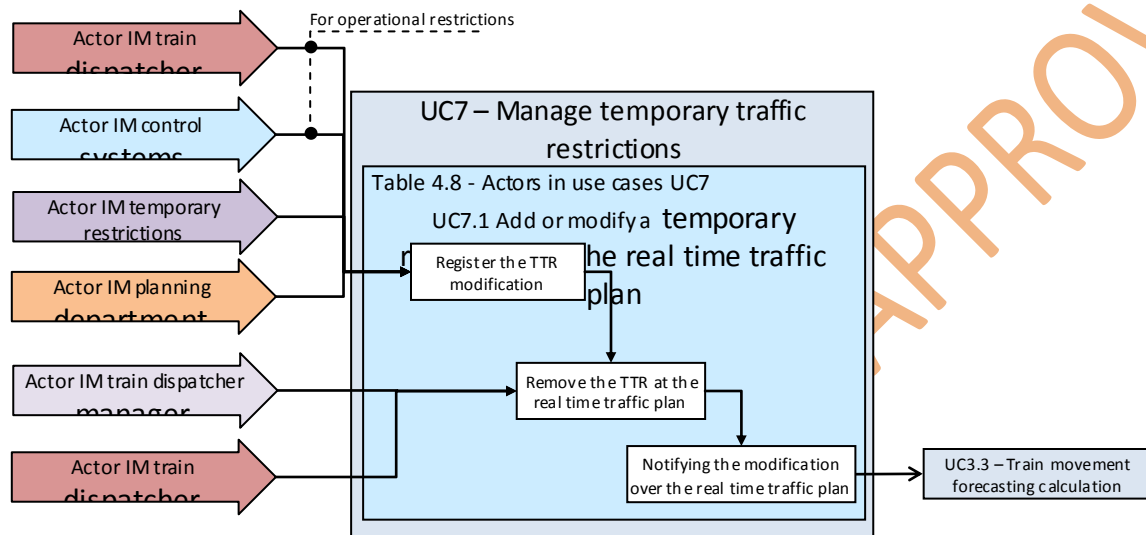 For operational restrictions
Actor IM train
dispatcher
Actor IM control
systems
Actor IM temporary
restrictions
Actor IM planning
department
Actor IM train dispatcher
manager
Actor IM train
dispatcher
UC7 – Manage temporary traffic
restrictions
Table 4.8 - Actors in use cases UC7
UC7.1 Add or modify a temporary
the real time traffic
plan
Register the TTR
modification
Remove the TTR at the
real time traffic plan
Notifying the modification
over the real time traffic plan
UC3.3 – Train movement
forecasting calculation